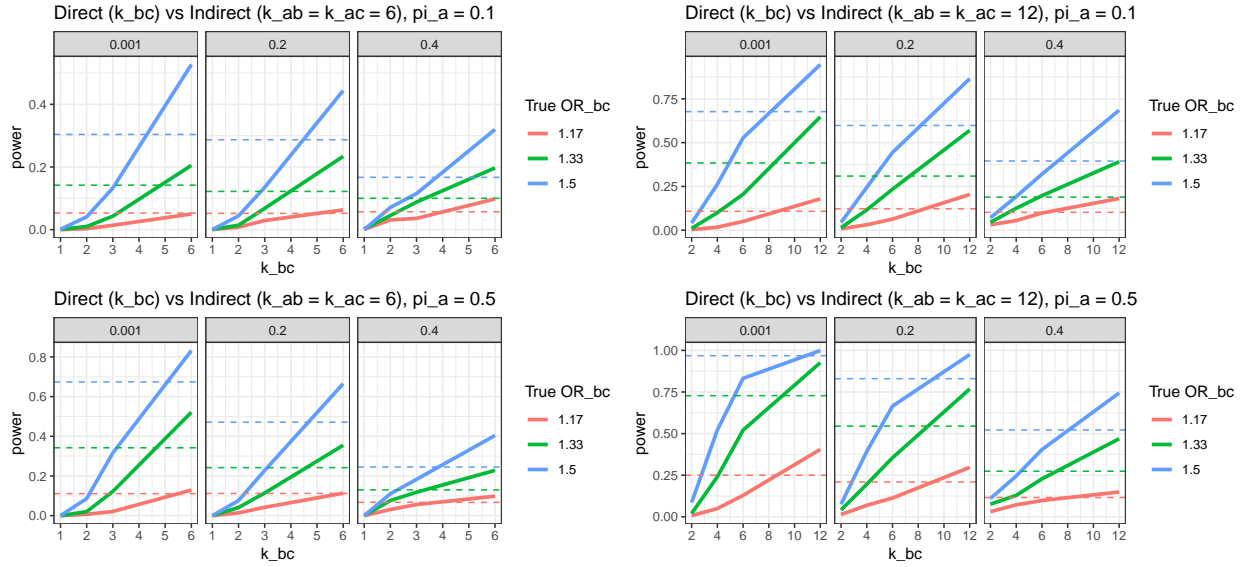 Direct (k_bc) vs Indirect (k_ab = k_ac = 6), pi_a = 0.1
0.001 0.2 0.4
power
0.4
0.2
0.0
1 2 3 4 5 6 1 2 3 4 5 6 1 2 3 4 5 6
k_bc
True OR_bc
1.17
1.33
1.5
Direct (k_bc) vs Indirect (k_ab = k_ac = 12), pi_a = 0.1
0.001 0.2 0.4
power
0.75
0.50
0.25
0.00
2 4 6 8 10 12 2 4 6 8 10 12 2 4 6 8 10 12
k_bc
True OR_bc
1.17
1.33
1.5
Direct (k_bc) vs Indirect (k_ab = k_ac = 6), pi_a = 0.5
0.001 0.2 0.4
power
0.8
0.6
0.4
0.2
0.0
1 2 3 4 5 6 1 2 3 4 5 6 1 2 3 4 5 6
k_bc
True OR_bc
1.17
1.33
1.5
Direct (k_bc) vs Indirect (k_ab = k_ac = 12), pi_a = 0.5
0.001 0.2 0.4
power
1.00
0.75
0.50
0.25
0.00
2 4 6 8 10 12 2 4 6 8 10 12 2 4 6 8 10 12
k_bc
True OR_bc
1.17
1.33
1.5